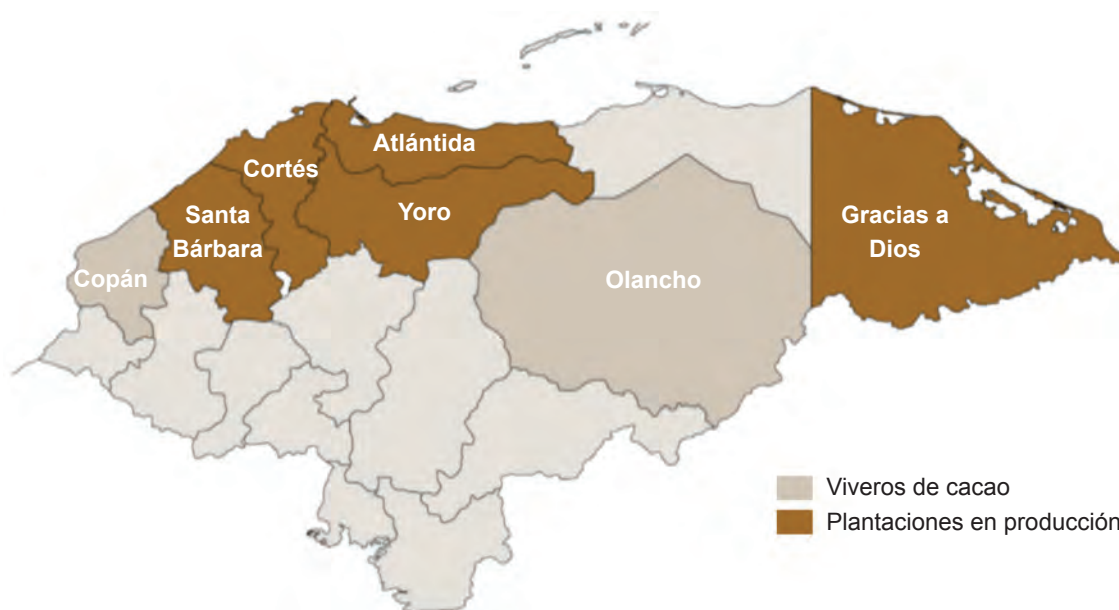 Atlántida
Cortés
Santa
Bárbara
Yoro
Gracias a
Dios
Copán
Olancho
Viveros de cacao
Plantaciones en producción